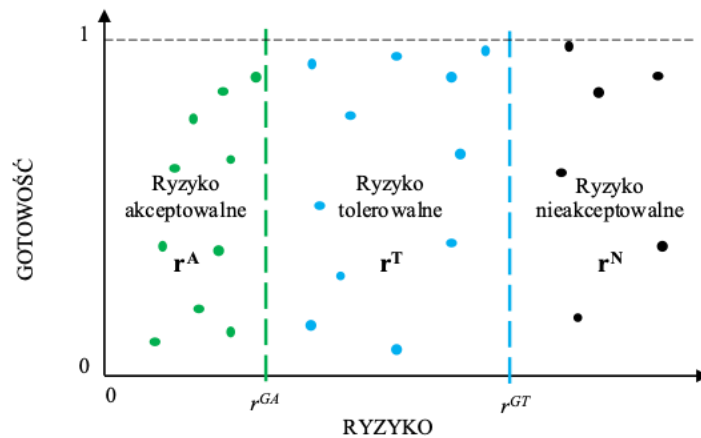 1
GOTOWOŚĆ
Ryzyko
akceptowalne
r^A
Ryzyko
tolerowalne
r^T
Ryzyko
nieakceptowalne
r^N
0
0
r^GA
r^GT
RYZYKO